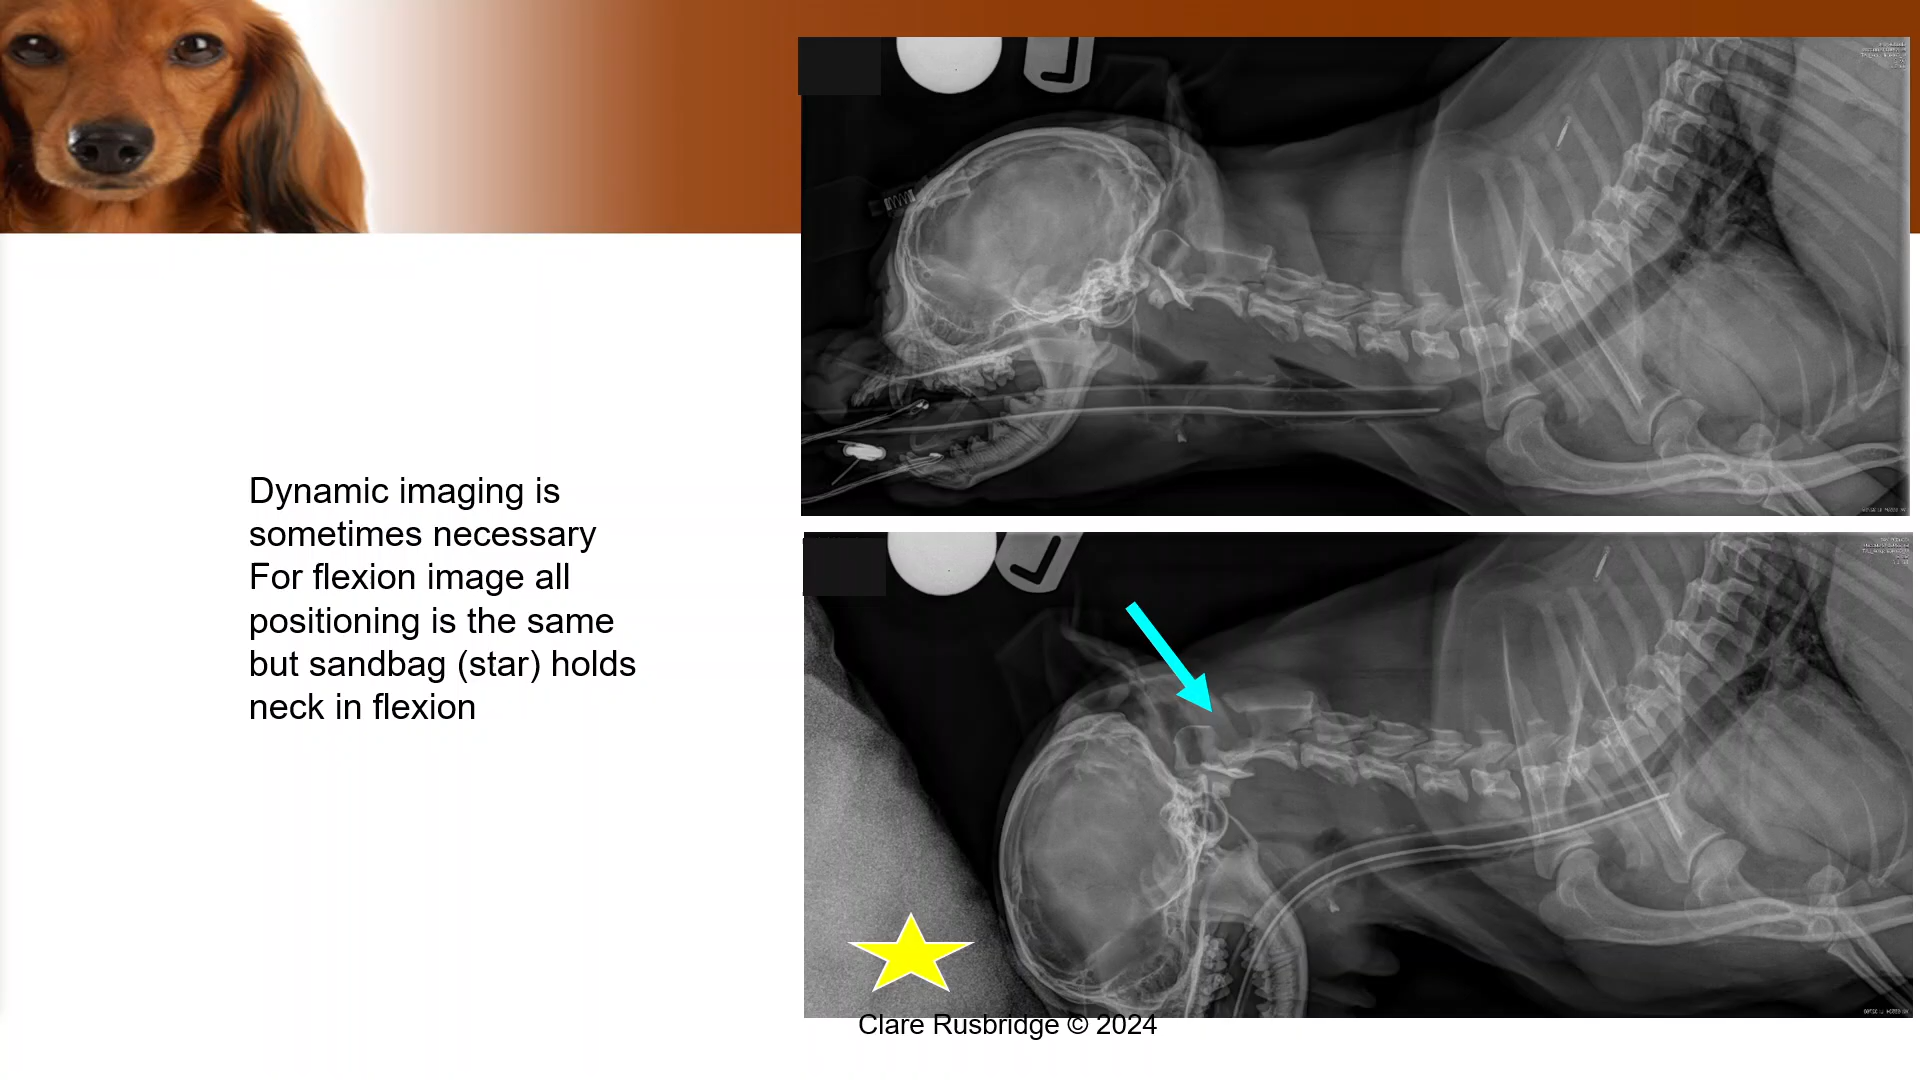 Dynamic imaging is
sometimes necessary
For flexion image all
positioning is the same
but sandbag (star) holds
neck in flexion
Clare Rusbridge © 2024